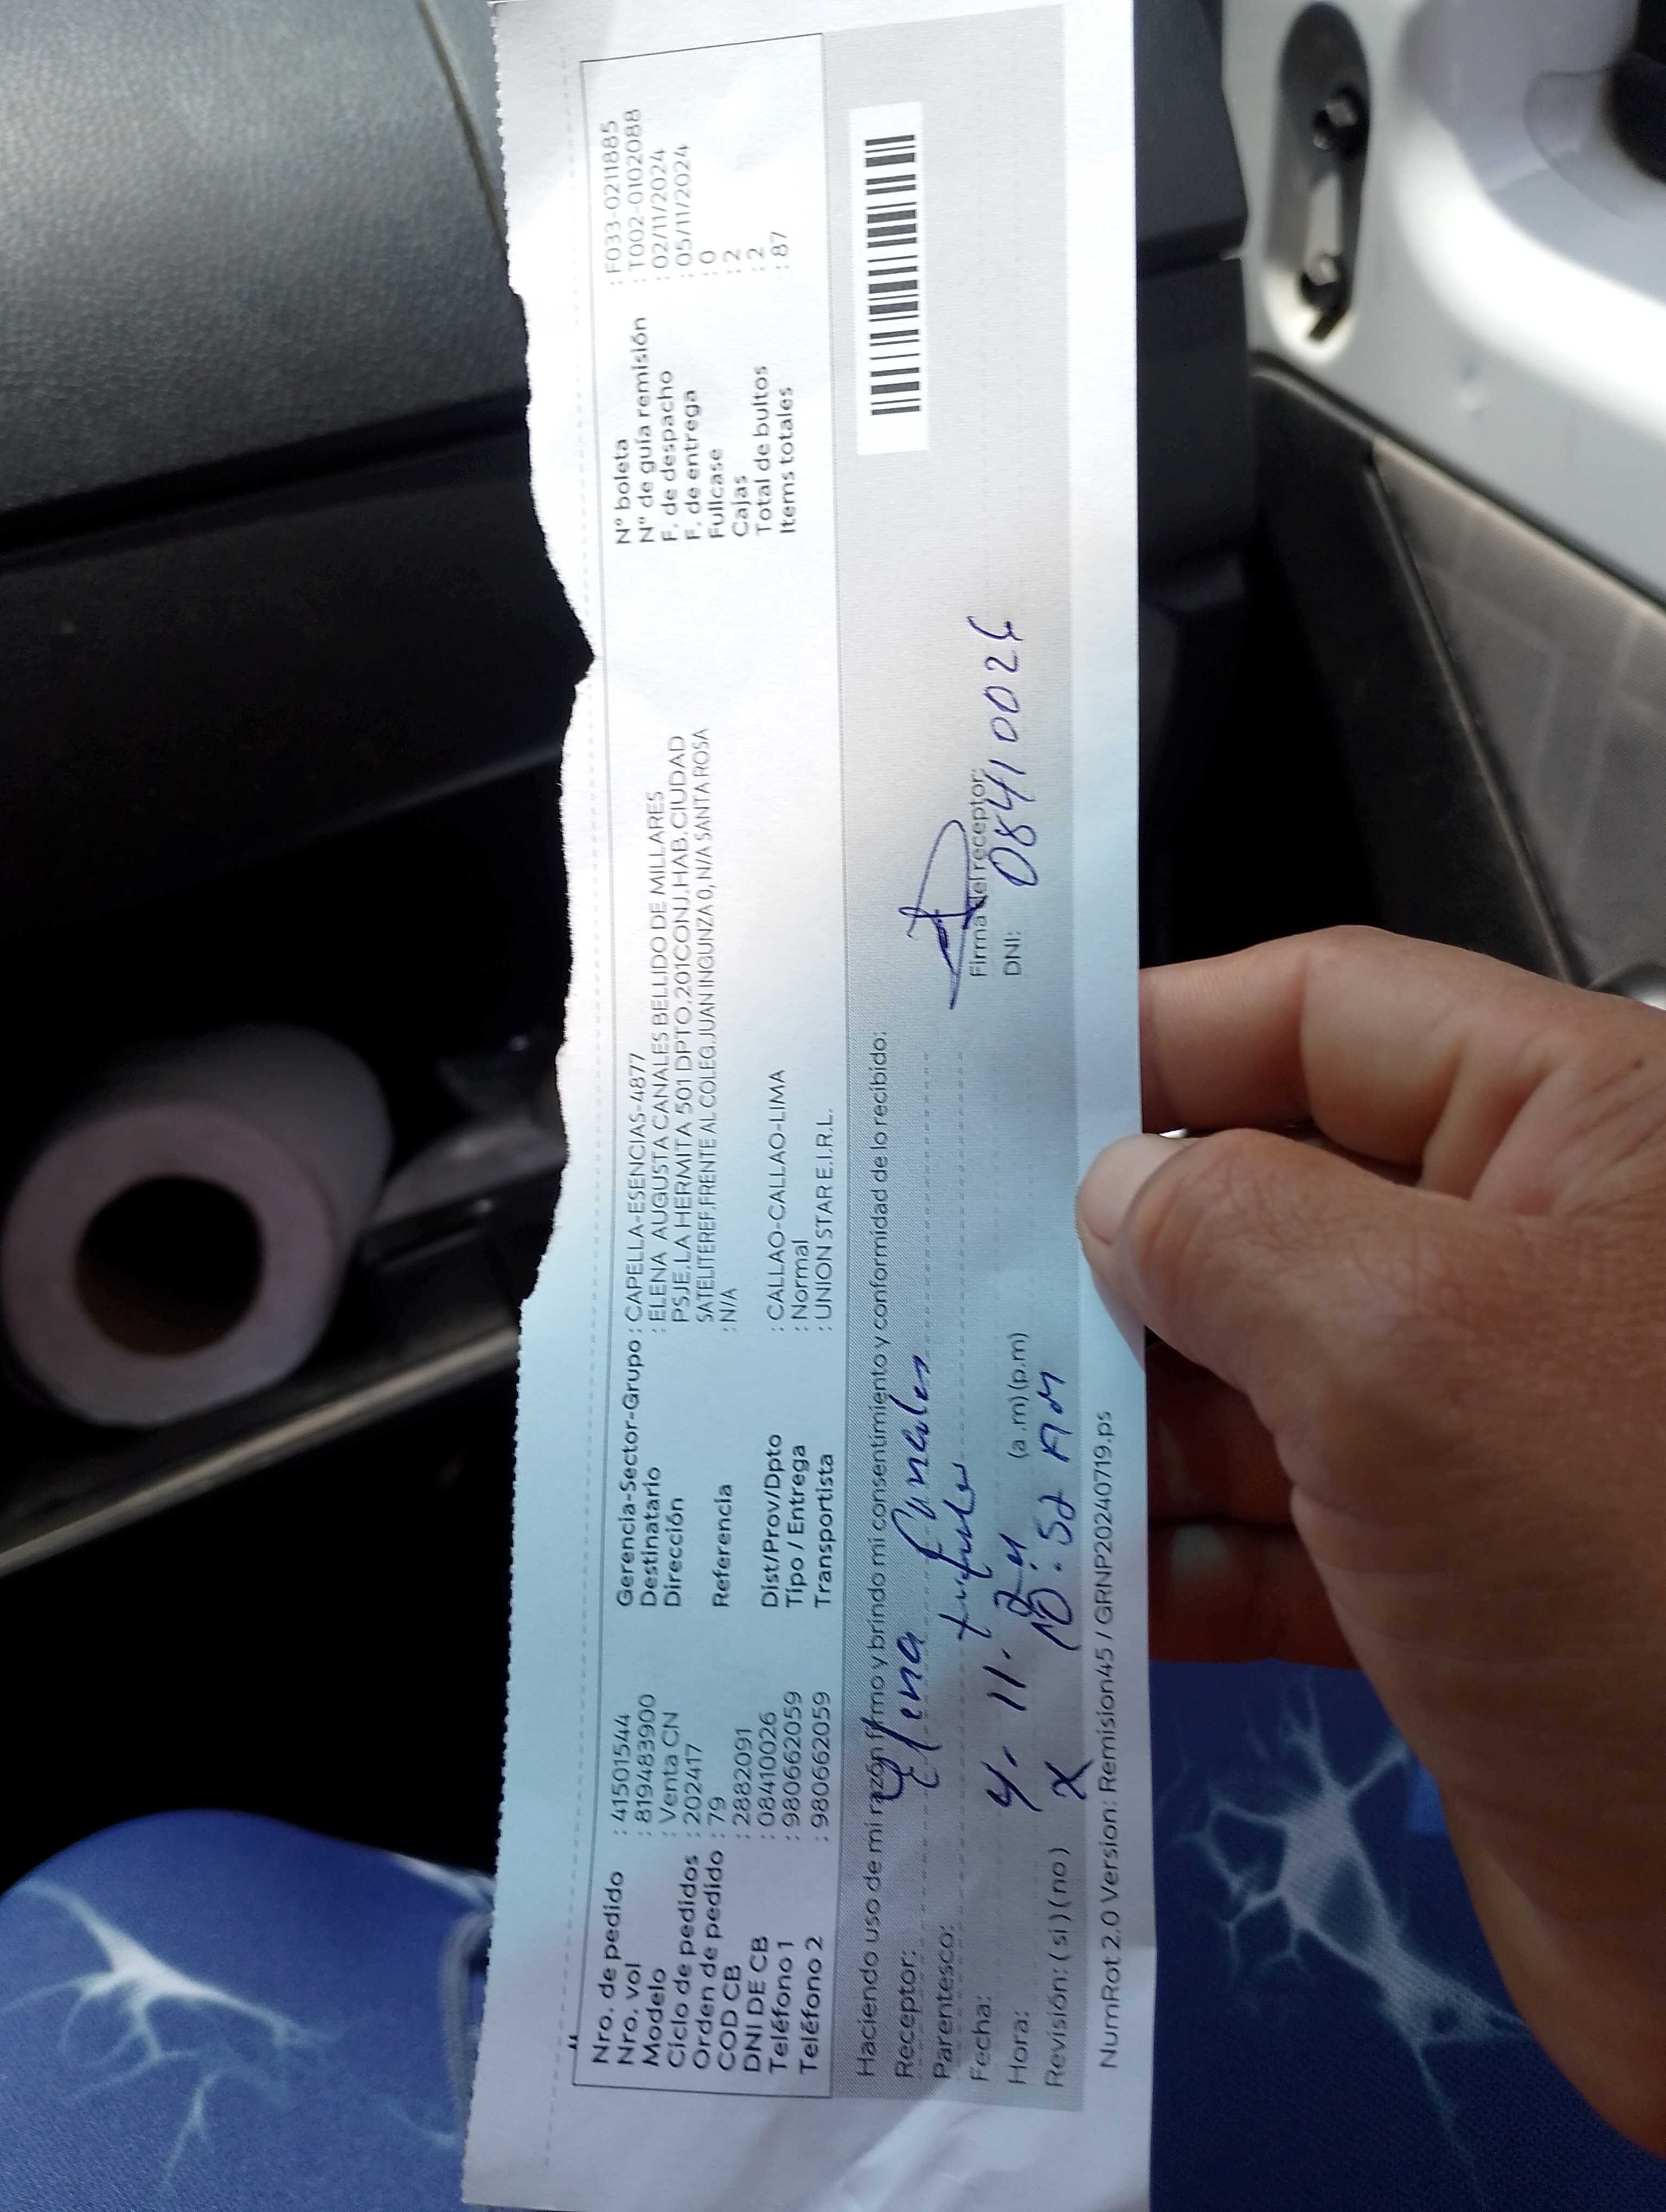 Nro. de pedido : 41501544
Nro. vol : 819483900
Modelo : Venta CN
Ciclo de pedidos : 202417
Orden de pedido : 79
COD CB : 2882091
DNI DE CB : 08410026
Teléfono 1 : 980662059
Teléfono 2 : 980662059
Gerencia-Sector-Grupo : CAPELLA-ESENCIAS-4877
Destinatario : ELENA AUGUSTA CANALES BELLIDO DE MILLARES
Dirección PSJE.LA HERMITA 501 DPTO.201CONJ.HAB.CIUDAD
SATELITEREF.FRENTE AL COLEG.JUAN INGUNZA 0, N/A SANTA ROSA
Referencia : N/A
Dist/Prov/Dpto : CALLAO-CALLAO-LIMA
Tipo / Entrega : Normal
Transportista : UNION STAR E.I.R.L.
Nº boleta : F033-0211885
Nº de guía remisión : T002-0102088
F. de despacho : 02/11/2024
F. de entrega : 05/11/2024
Fullcase : 0
Cajas : 2
Total de bultos : 2
Items totales : 87
Haciendo uso de mi razón firmo y brindo mi consentimiento y conformidad de lo recibido:
Receptor: Elena Canales
Parentesco:
Fecha: 4. 11. 24
Hora: 10:52 AM (a.m) (p.m)
Revisión: ( si ) ( no ) X
Firma del receptor:
DNI: 08410026
NumRot 2.0 Version: Remision45 / GRNP20240719.ps